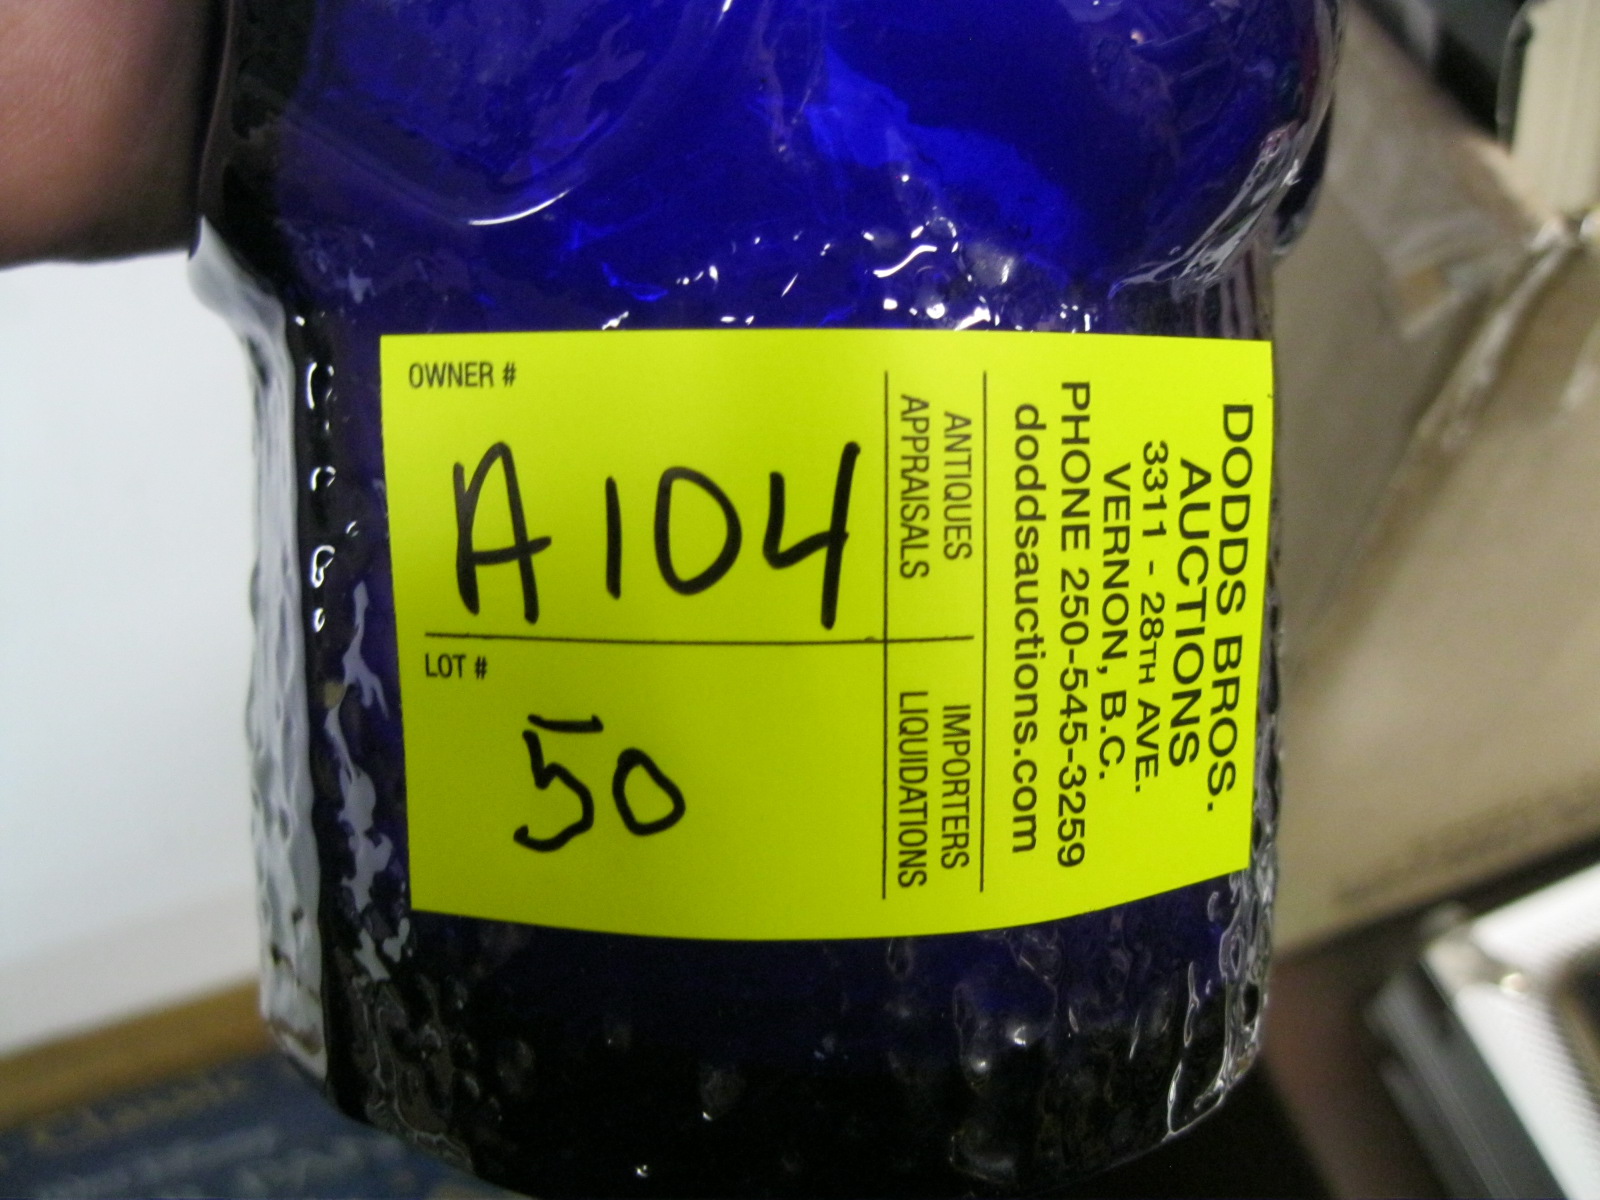 OWNER #
A104
LOT #
50
DODDS BROS.
AUCTIONS
3311 - 28TH AVE.
VERNON, B.C.
PHONE 250-545-3259
doddsauctions.com
ANTIQUES
APPRAISALS
IMPORTERS
LIQUIDATIONS